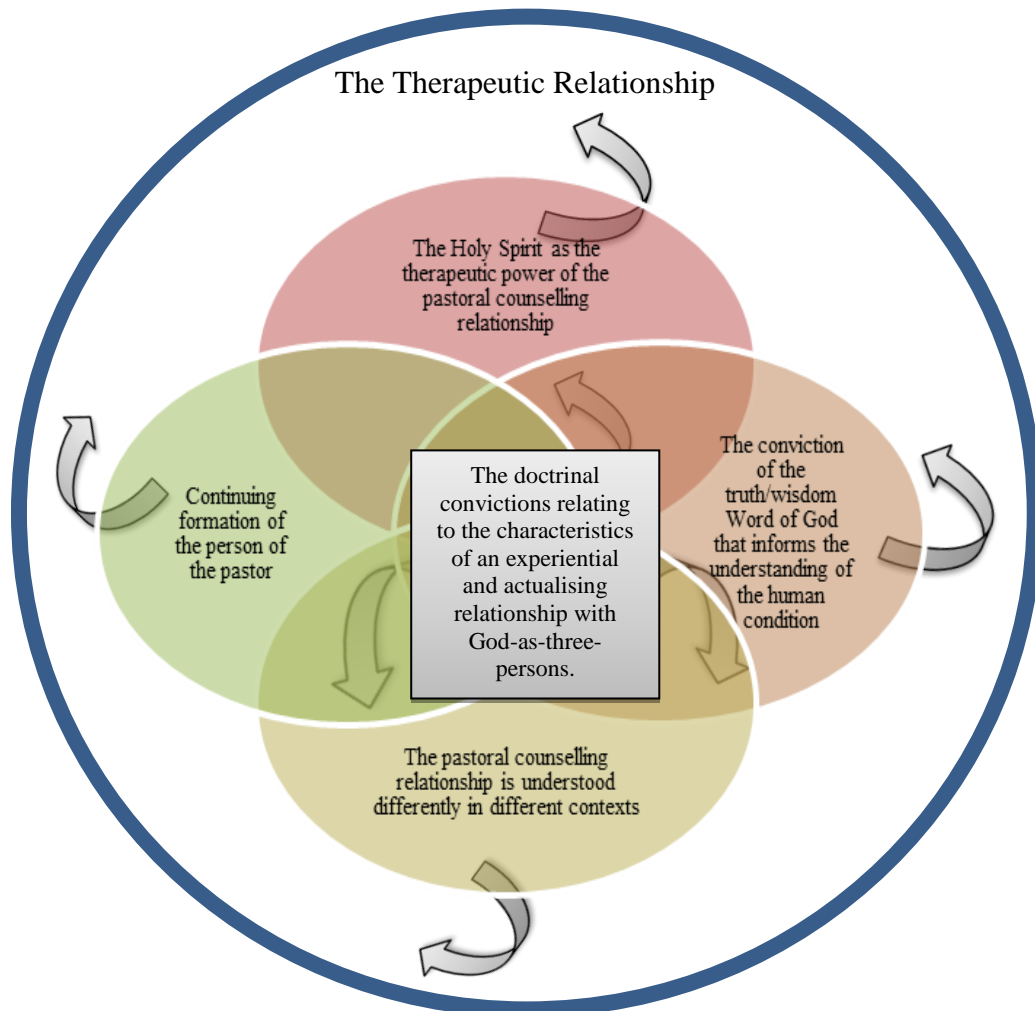 The Therapeutic Relationship
The Holy Spirit as the
therapeutic power of the
pastoral counselling
relationship
Continuing
formation of
the person of
the pastor
The doctrinal
convictions relating
to the characteristics
of an experiential
and actualising
relationship with
God-as-three-
persons.
The conviction
of the
truth/wisdom
Word of God
that informs the
understanding of
the human
condition
The pastoral counselling
relationship is understood
differently in different contexts